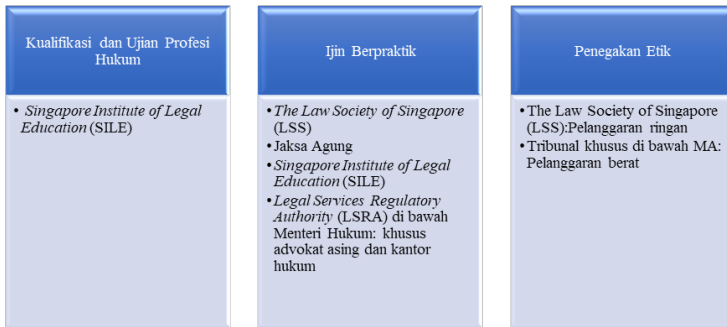 Kualifikasi dan Ujian Profesi
Hukum
• Singapore Institute of Legal
Education (SILE)
Ijin Berpraktik
• The Law Society of Singapore
(LSS)
• Jaksa Agung
• Singapore Institute of Legal
Education (SILE)
• Legal Services Regulatory
Authority (LSRA) di bawah
Menteri Hukum: khusus
advokat asing dan kantor
hukum
Penegakan Etik
• The Law Society of Singapore
(LSS):Pelanggaran ringan
• Tribunal khusus di bawah MA:
Pelanggaran berat